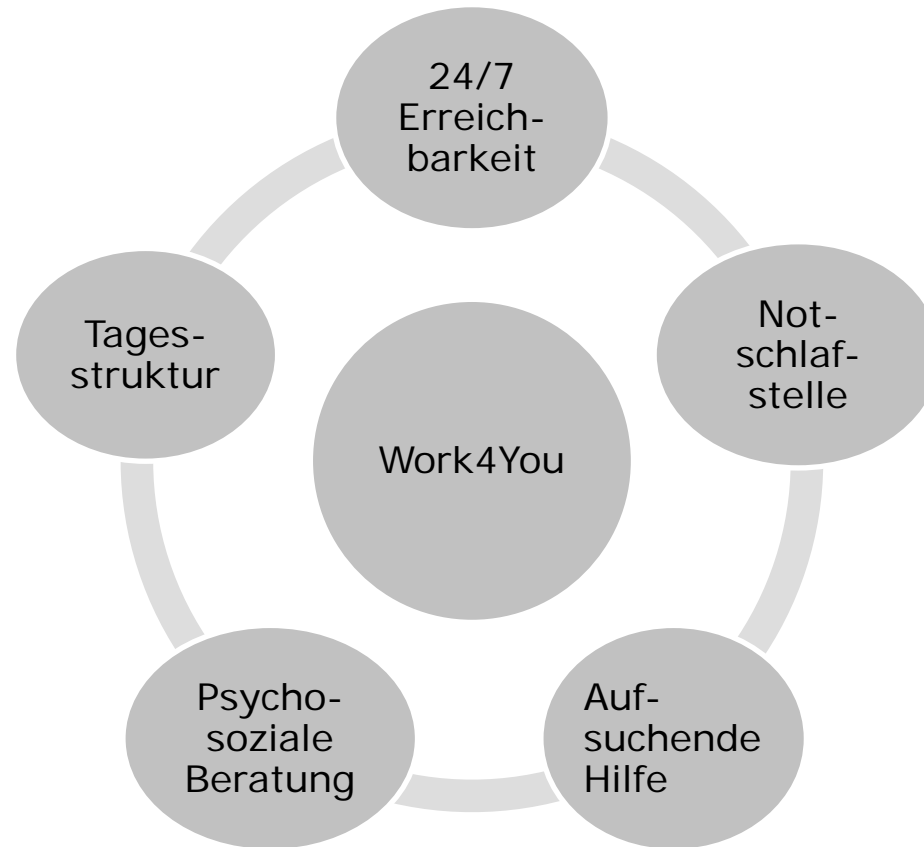 24/7
Erreich-
barkeit
Not-
schlaf-
stelle
Auf-
suchende
Hilfe
Psycho-
soziale
Beratung
Tages-
struktur
Work4You